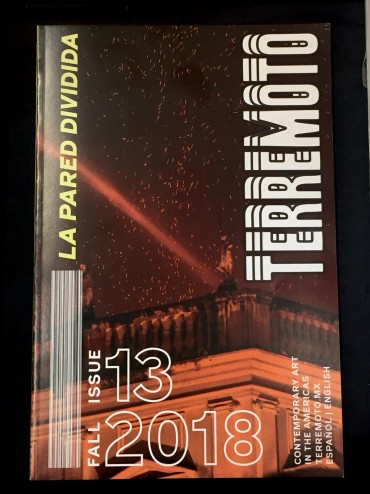 LA PARED DIVIDIDA
TERREMOTO
FALL ISSUE
13
2018
CONTEMPORARY ART
IN THE AMERICAS
TERREMOTO.MX
ESPAÑOL | ENGLISH